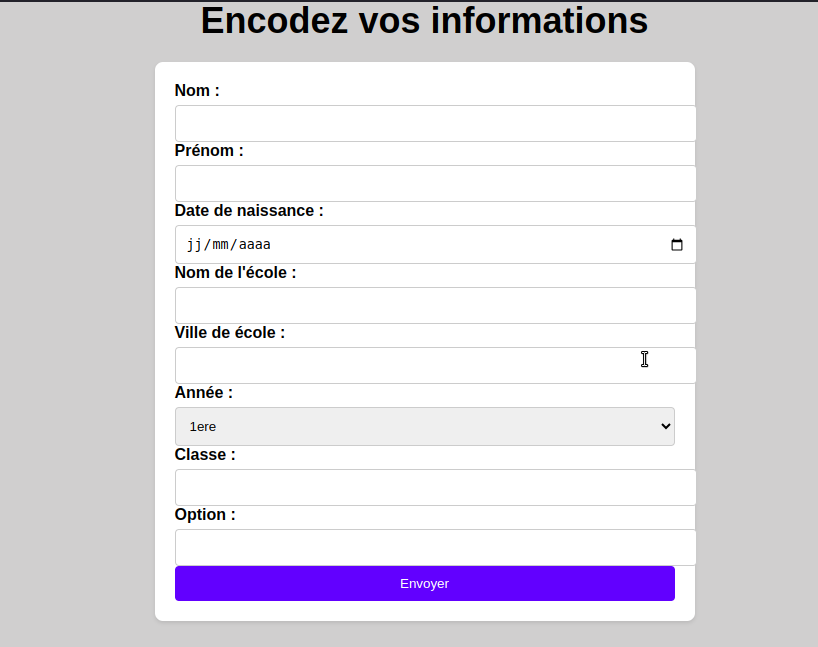 Encodez vos informations
Nom :
Prénom :
Date de naissance :
jj/mm/aaaa
Nom de l'école :
Ville de école :
Année :
1ere
Classe :
Option :
Envoyer